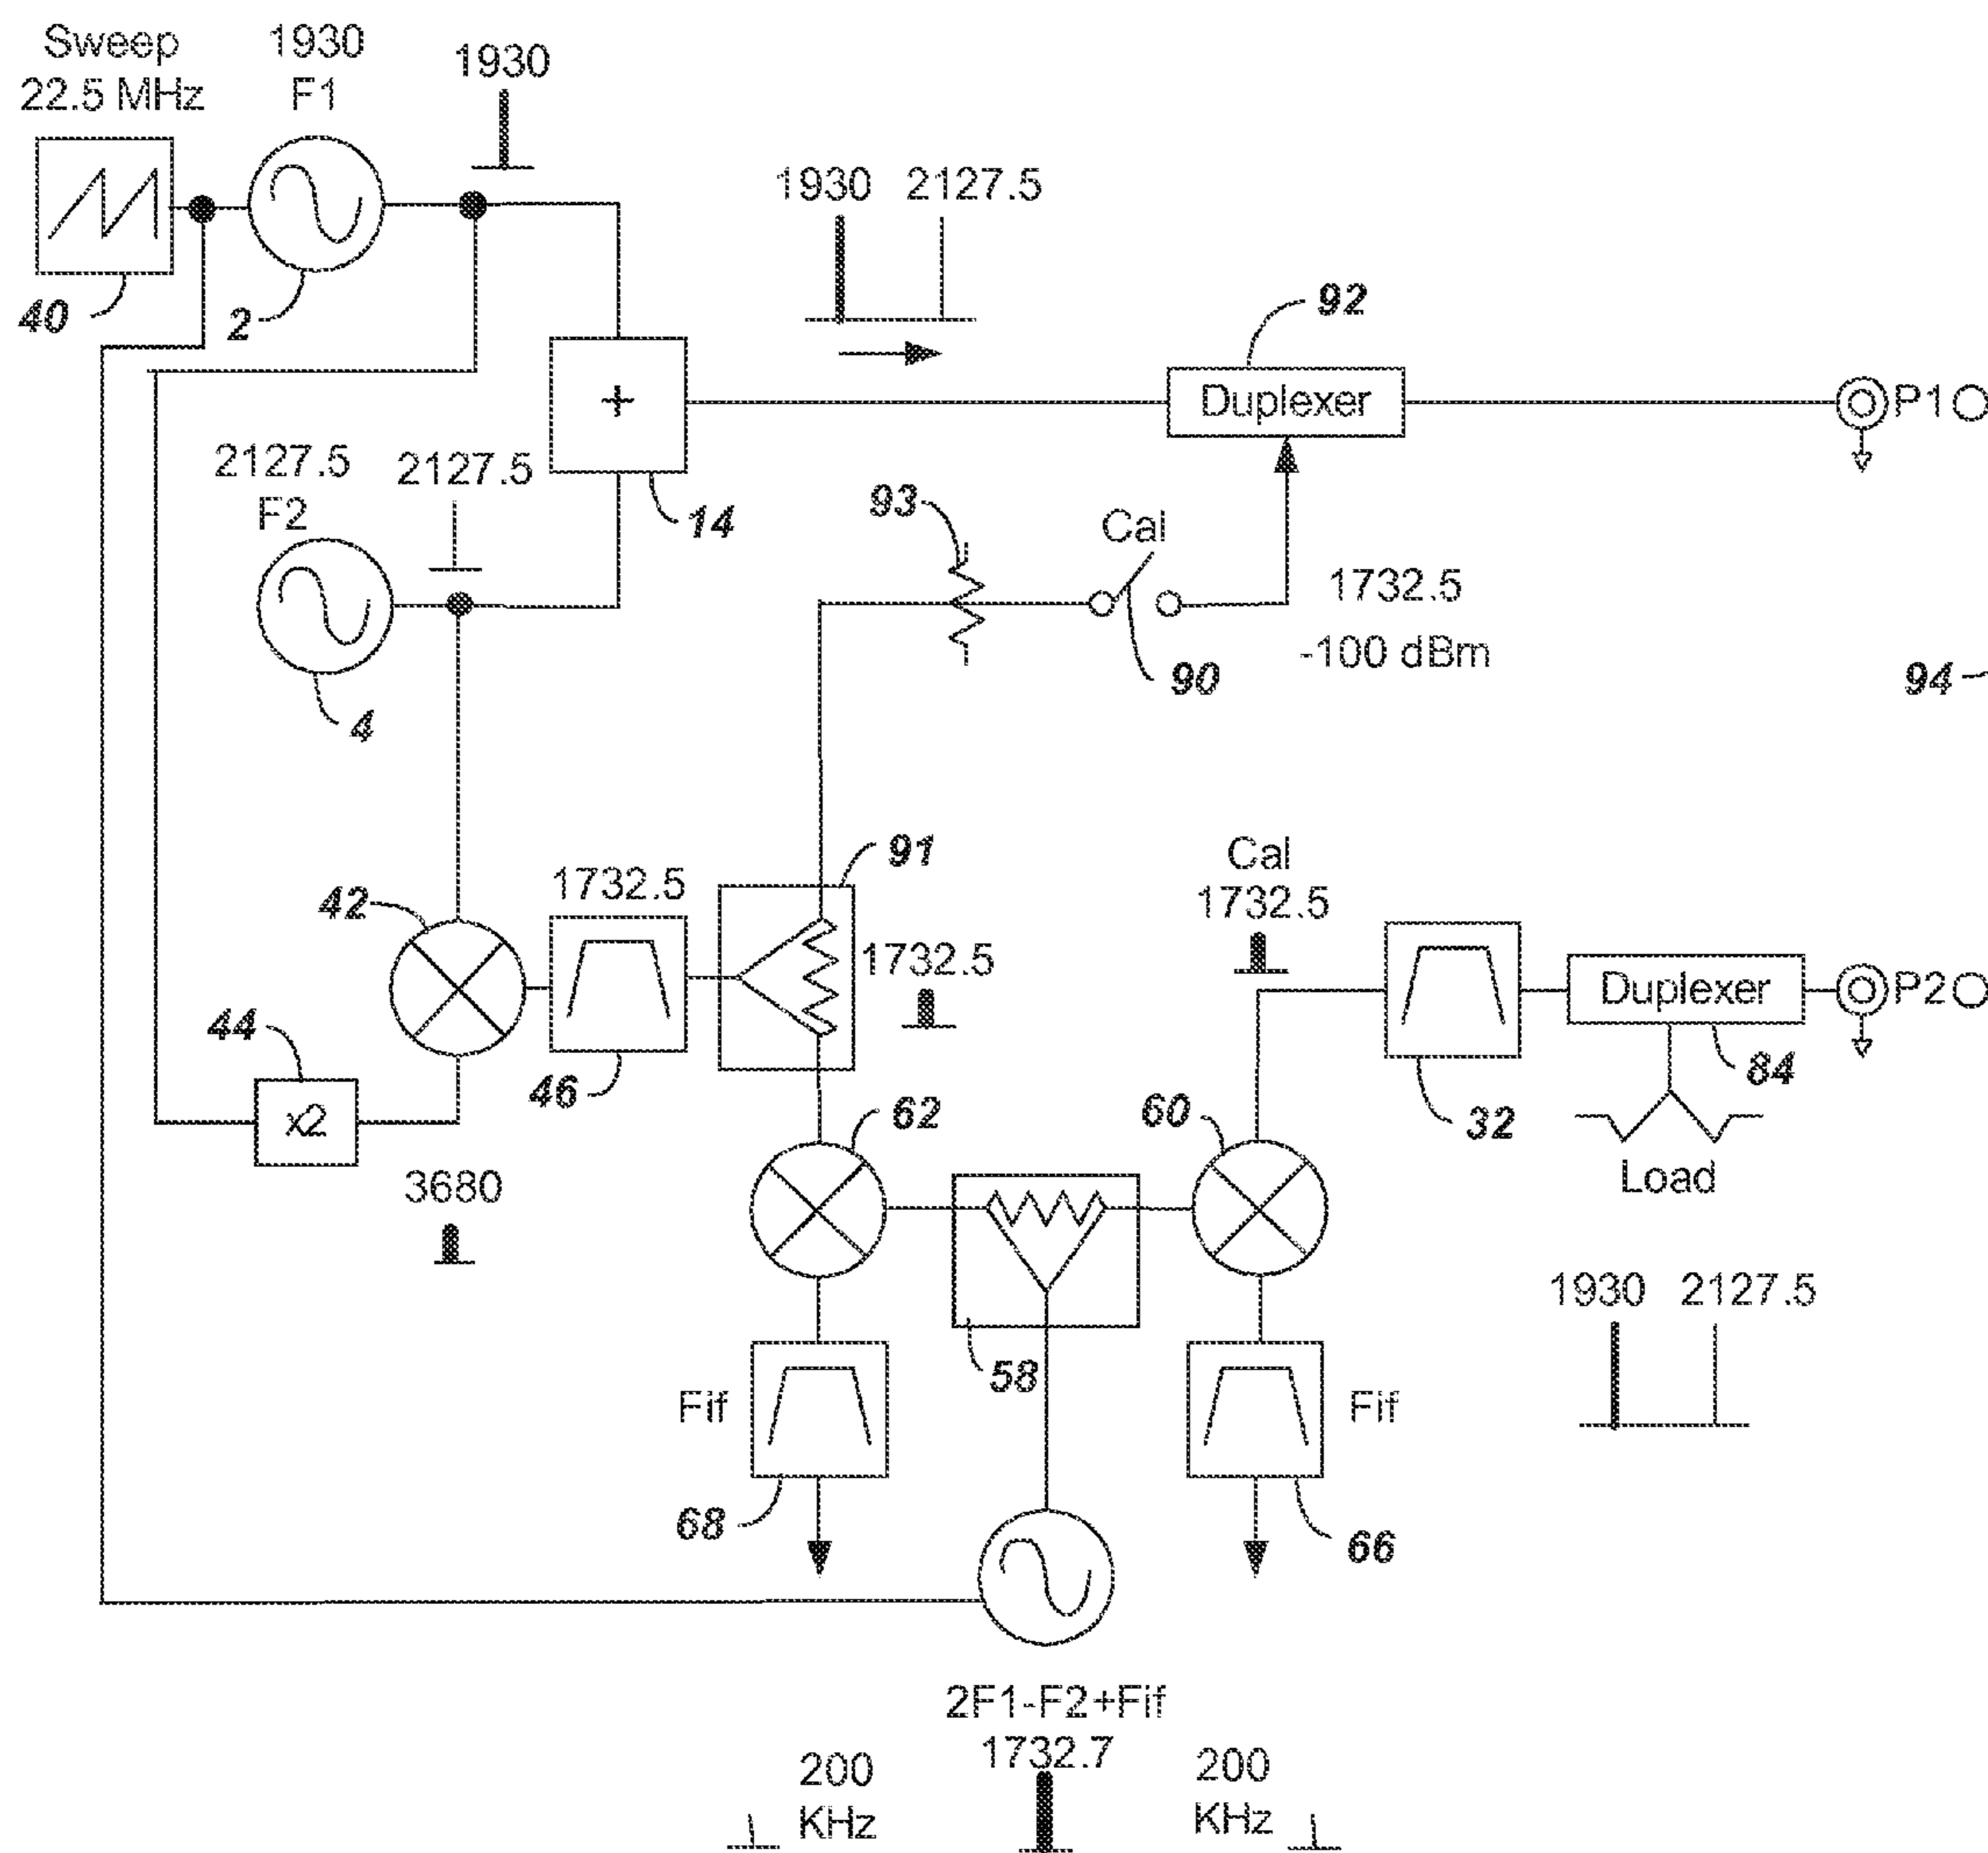 Sweep
22.5 MHz
1930
F1
1930
40
2
1930 2127.5
92
+
Duplexer
P1
2127.5
F2
2127.5
14
93
Cal
1732.5
-100 dBm
90
94
4
91
42
1732.5
Cal
1732.5
1732.5
Duplexer
P2
44
46
84
x2
62
60
32
3680
Load
58
1930 2127.5
Fif
Fif
68
66
2F1-F2+Fif
1732.7
200
KHz
200
KHz